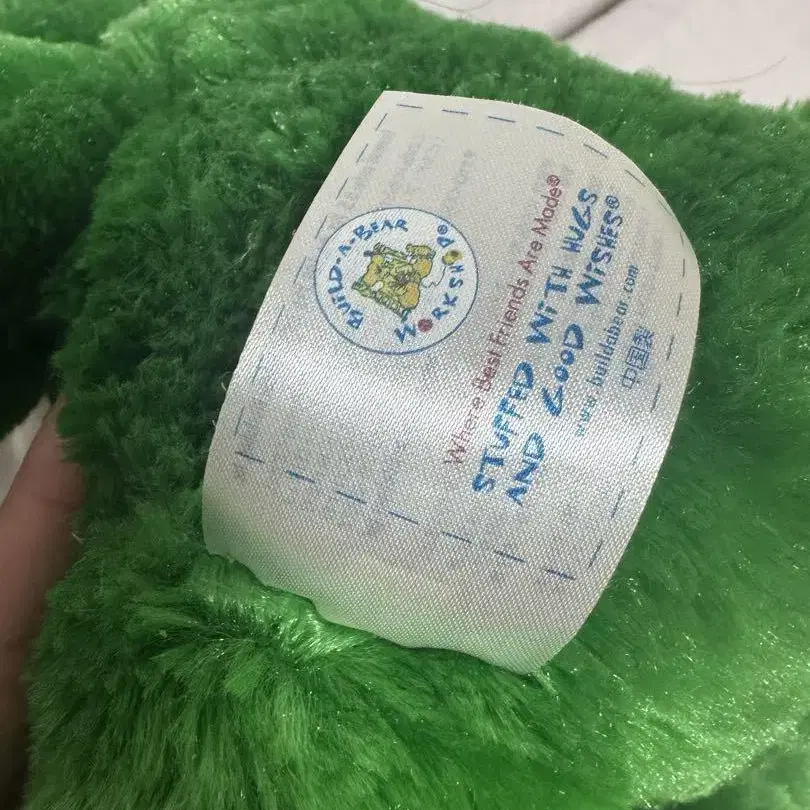 BUILD-A-BEAR
WORKSHOP®
Where Best Friends Are Made®
STUFFED WITH HUGS
AND GOOD WISHES®
www.buildabear.com
中国製